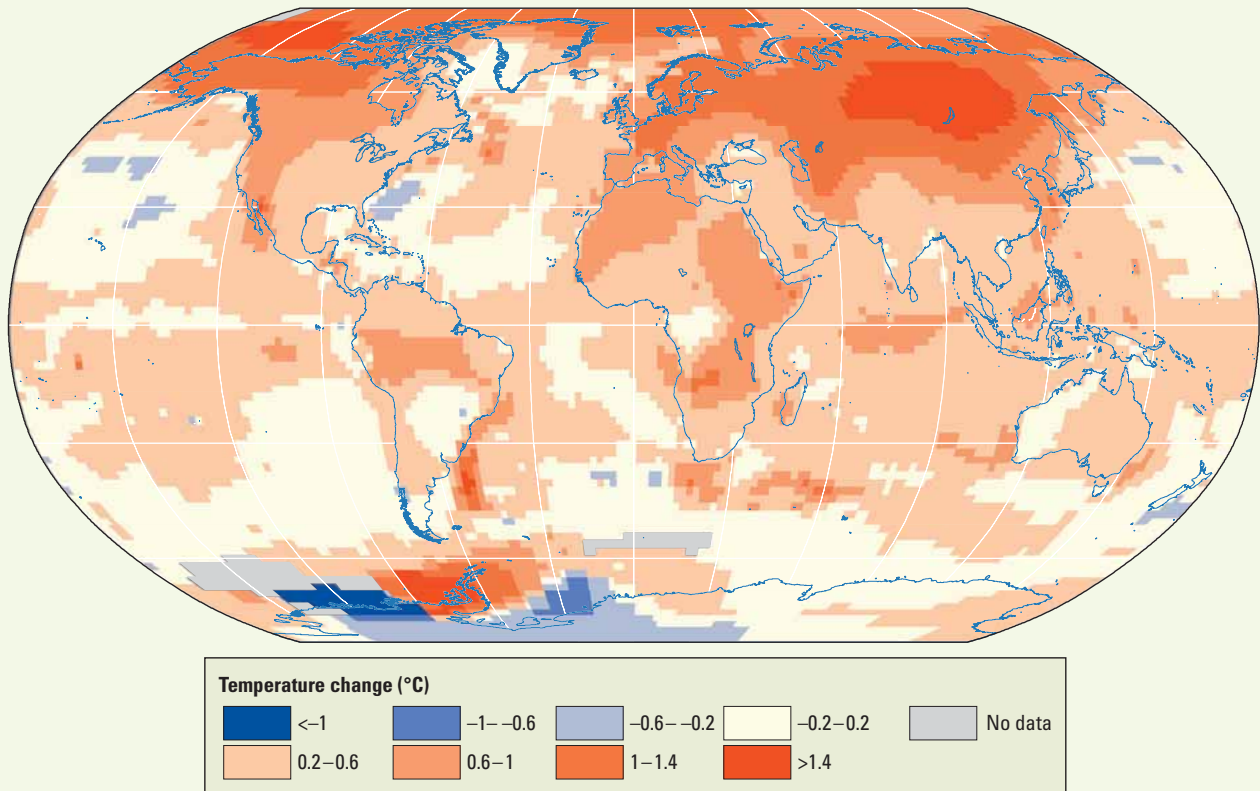 Temperature change (°C)
<–1 –1– –0.6 –0.6– –0.2 –0.2–0.2 No data
0.2–0.6 0.6–1 1–1.4 >1.4